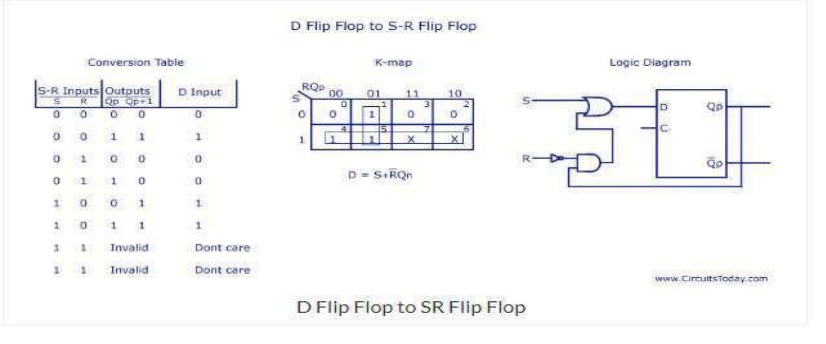 D Flip Flop to S-R Flip Flop
Conversion Table
S-R Inputs Outputs D Input
S R Qp Qp+1
0 0 0 0 0
0 0 1 1 1
0 1 0 0 0
0 1 1 0 0
1 0 0 1 1
1 0 1 1 1
1 1 Invalid Dont care
1 1 Invalid Dont care
K-map
RQp 00 01 11 10
S
0 1 3 2
0 0 1 0 0
4 5 7 6
1 1 1 X X
D = S+R̅Qn
Logic Diagram
S D Qp
C
R Q̅p
www.CircuitsToday.com
D Flip Flop to SR Flip Flop